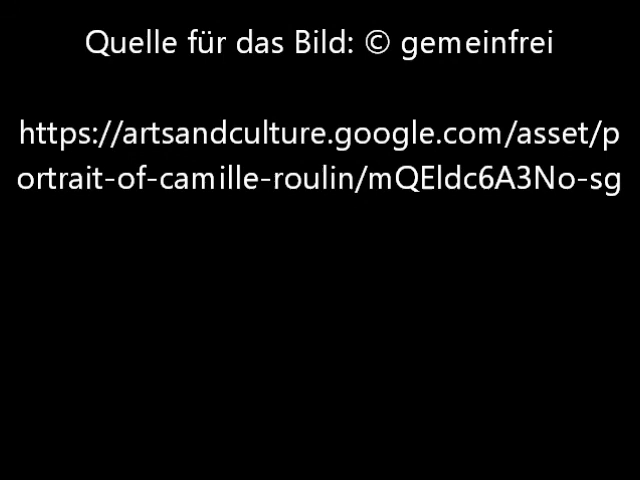 Quelle für das Bild: © gemeinfrei
https://artsandculture.google.com/asset/p
ortrait-of-camille-roulin/mQEldc6A3No-sg